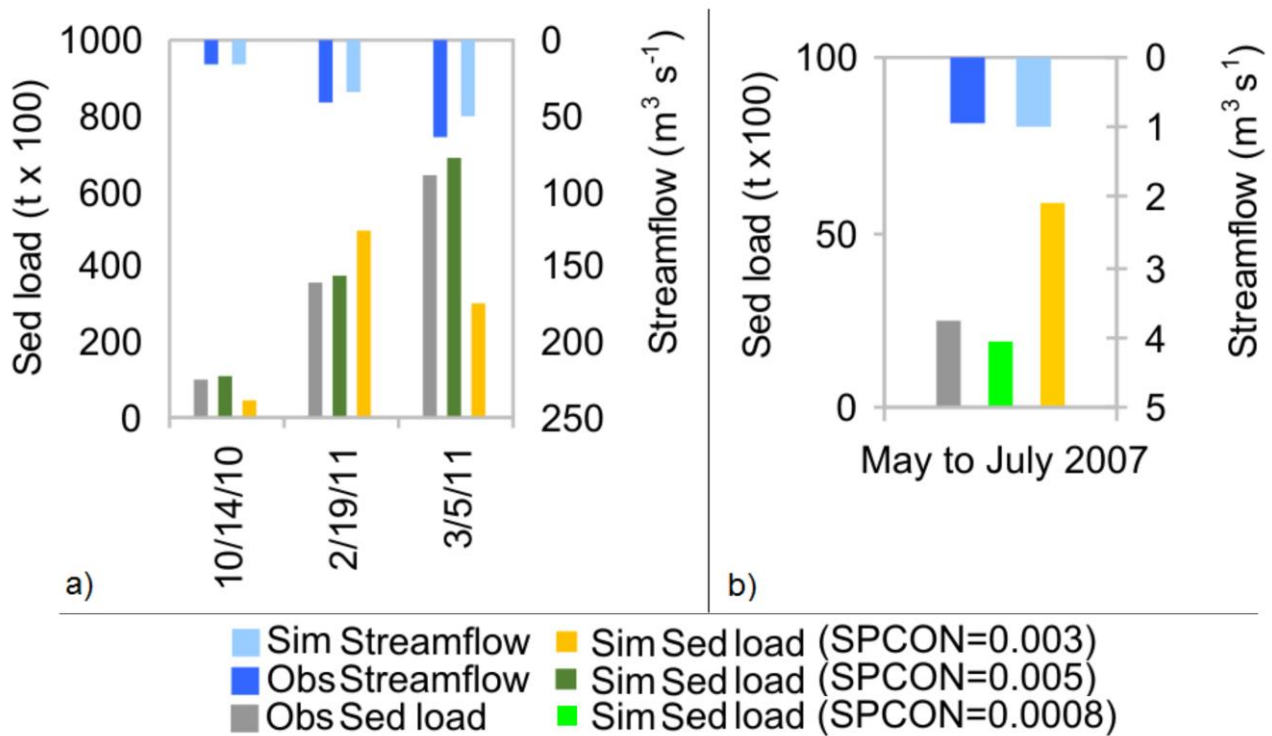 1000
800
600
400
200
0
Sed load (t x 100)
0
50
100
150
200
250
Streamflow (m³ s⁻¹)
10/14/10
2/19/11
3/5/11
a)
100
50
0
Sed load (t x100)
0
1
2
3
4
5
Streamflow (m³ s¹)
May to July 2007
b)
Sim Streamflow
Obs Streamflow
Obs Sed load
Sim Sed load (SPCON=0.003)
Sim Sed load (SPCON=0.005)
Sim Sed load (SPCON=0.0008)